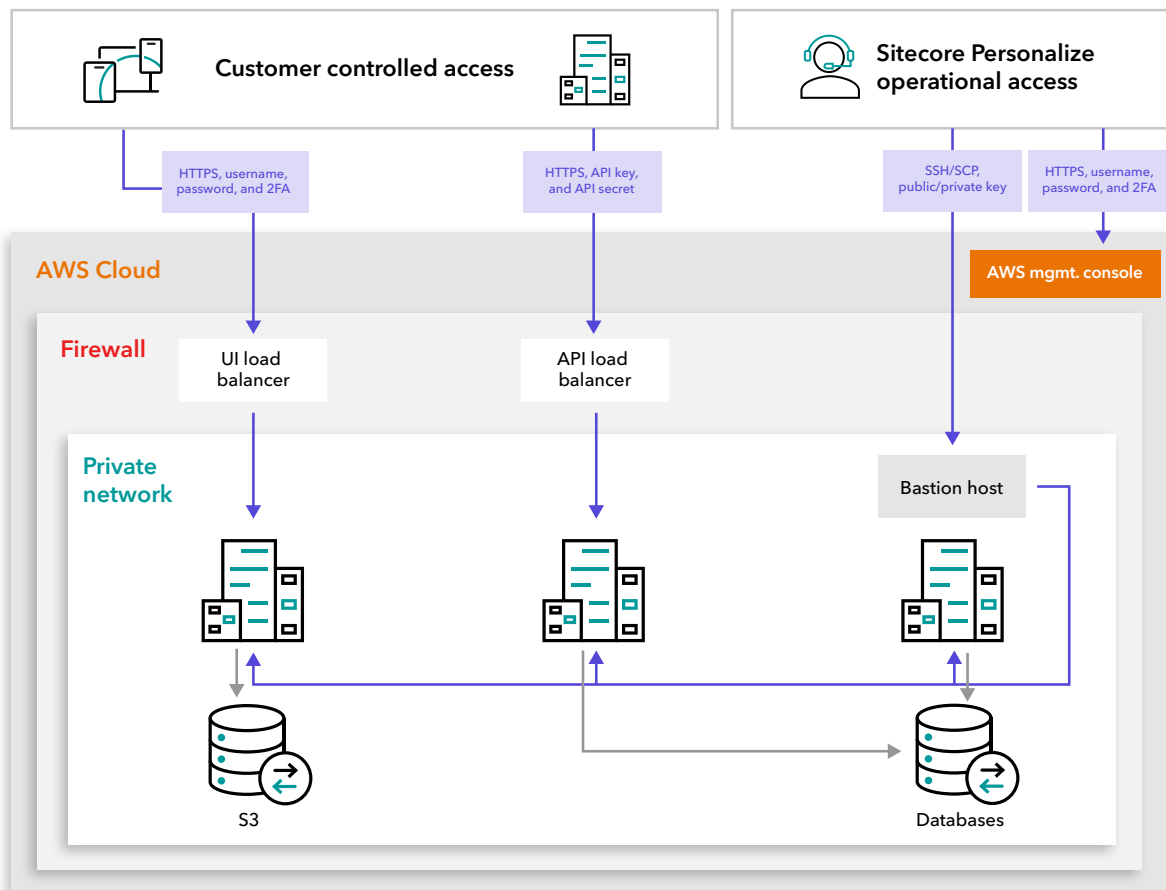 Customer controlled access
Sitecore Personalize
operational access
HTTPS, username,
password, and 2FA
HTTPS, API key,
and API secret
SSH/SCP,
public/private key
HTTPS, username,
password, and 2FA
AWS Cloud
AWS mgmt. console
Firewall
UI load
balancer
API load
balancer
Private
network
Bastion host
S3
Databases